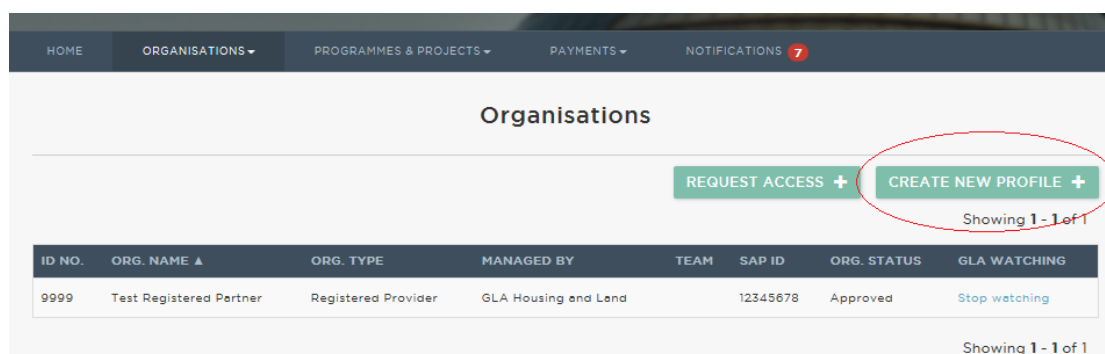 HOME ORGANISATIONS PROGRAMMES & PROJECTS PAYMENTS NOTIFICATIONS 7
Organisations
REQUEST ACCESS + CREATE NEW PROFILE +
Showing 1 - 1 of 1
ID NO. ORG. NAME ▲ ORG. TYPE MANAGED BY TEAM SAP ID ORG. STATUS GLA WATCHING
9999 Test Registered Partner Registered Provider GLA Housing and Land 12345678 Approved Stop watching
Showing 1 - 1 of 1